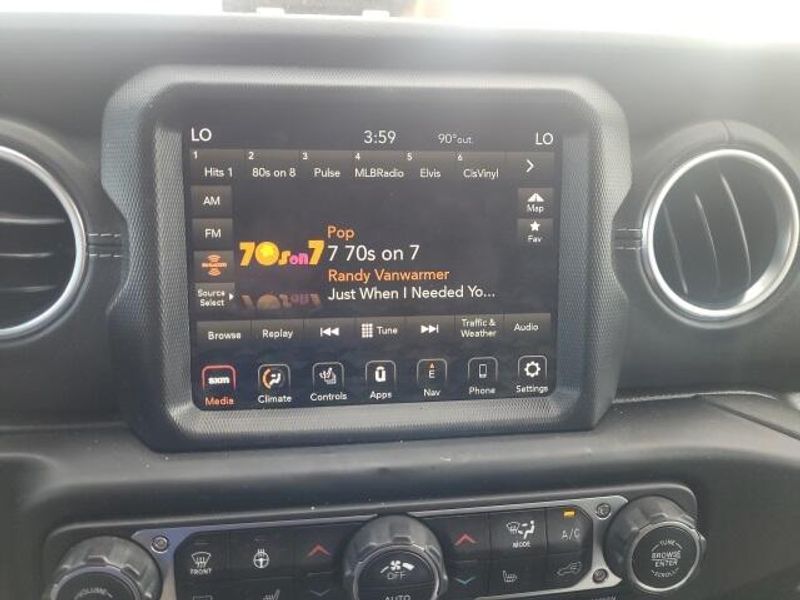 LO 3:59 90°out. LO
1 2 3 4 5 6
Hits 1 80s on 8 Pulse MLBRadio Elvis CisVinyl
AM
Map
FM
Fav
70s on 7
Pop
7 70s on 7
Randy Vanwarmer
Just When I Needed Yo...
Source
Select
Browse Replay Tune Traffic & Weather Audio
sxm E
Media Climate Controls Apps Nav Phone Settings
FRONT MODE A/C
OFF
AUTO
VOLUME
TUNE
BROWSE
ENTER
SCROLL